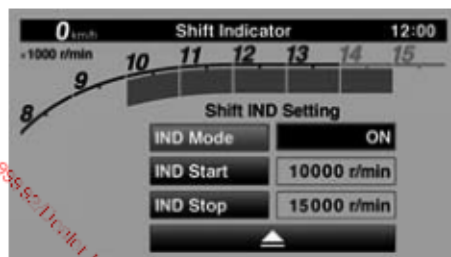 0 km/h Shift Indicator 12:00
×1000 r/min
8 9 10 11 12 13 14 15
Shift IND Setting
IND Mode ON
IND Start 10000 r/min
IND Stop 15000 r/min